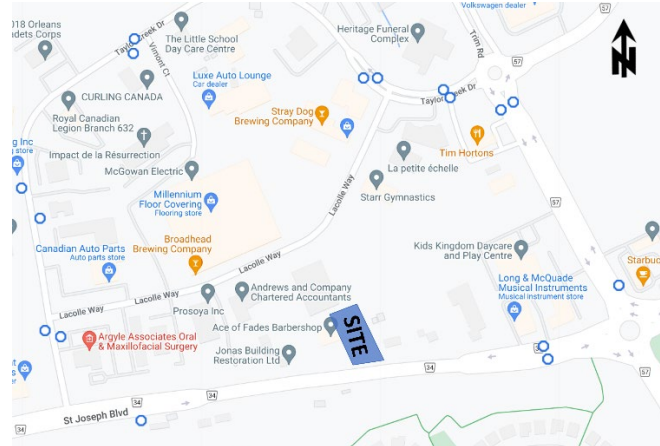 2018 Orleans
Cadets Corps
The Little School
Day Care Centre
Heritage Funeral
Complex
Volkswagen dealer
Trim Rd
57
Taylor Creek Dr
Vimont Ct
Luxe Auto Lounge
Car dealer
CURLING CANADA
Royal Canadian
Legion Branch 632
Stray Dog
Brewing Company
Taylor Creek Dr
57
N
Tim Hortons
Impact de la Résurrection
McGowan Electric
La petite échelle
Starr Gymnastics
Lacolle Way
Millennium
Floor Covering
Flooring store
57
Canadian Auto Parts
Auto parts store
Broadhead
Brewing Company
Lacolle Way
Kids Kingdom Daycare
and Play Centre
Starbuc
Long & McQuade
Musical Instruments
Musical instrument store
Andrews and Company
Chartered Accountants
Lacolle Way
Prosoya Inc
Ace of Fades Barbershop
SITE
Argyle Associates Oral
& Maxillofacial Surgery
Jonas Building
Restoration Ltd
34
34
34
34
St Joseph Blvd